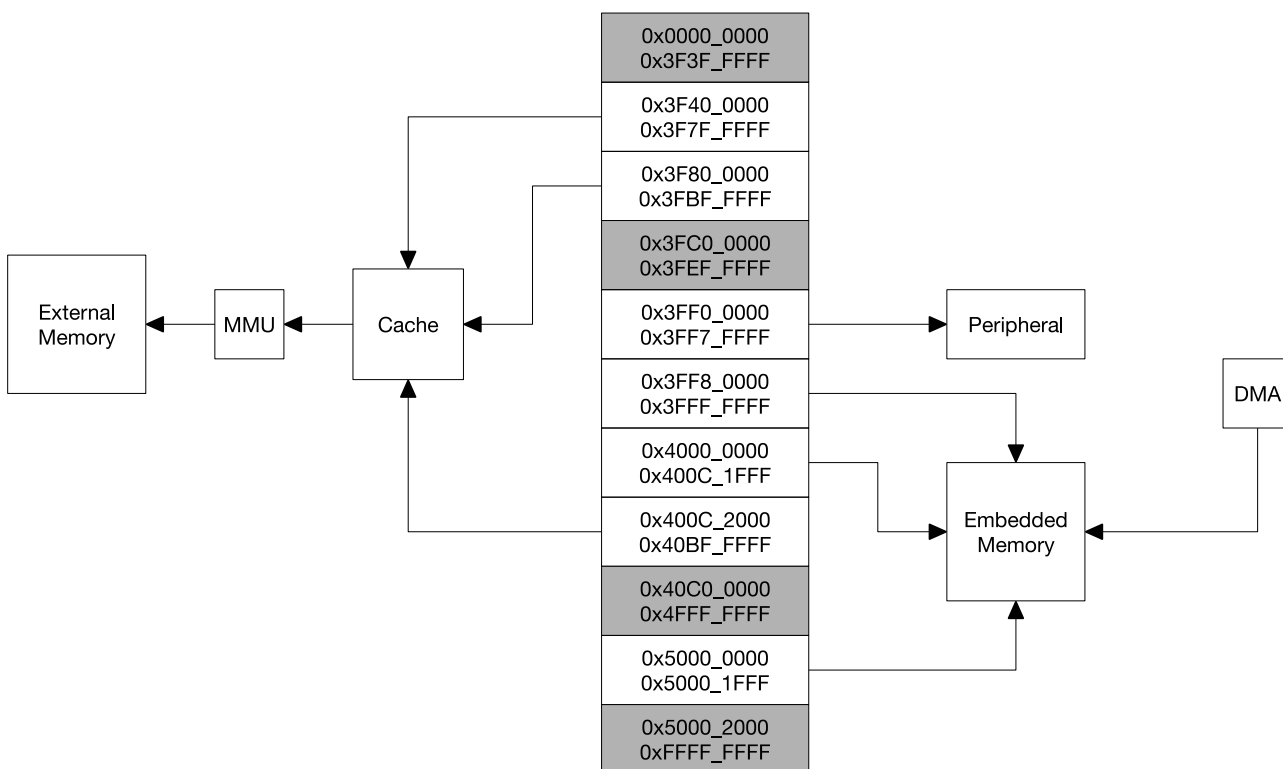 0x0000_0000
0x3F3F_FFFF
0x3F40_0000
0x3F7F_FFFF
0x3F80_0000
0x3FBF_FFFF
0x3FC0_0000
0x3FEF_FFFF
0x3FF0_0000
0x3FF7_FFFF
0x3FF8_0000
0x3FFF_FFFF
0x4000_0000
0x400C_1FFF
0x400C_2000
0x40BF_FFFF
0x40C0_0000
0x4FFF_FFFF
0x5000_0000
0x5000_1FFF
0x5000_2000
0xFFFF_FFFF
External
Memory
MMU
Cache
Peripheral
DMA
Embedded
Memory